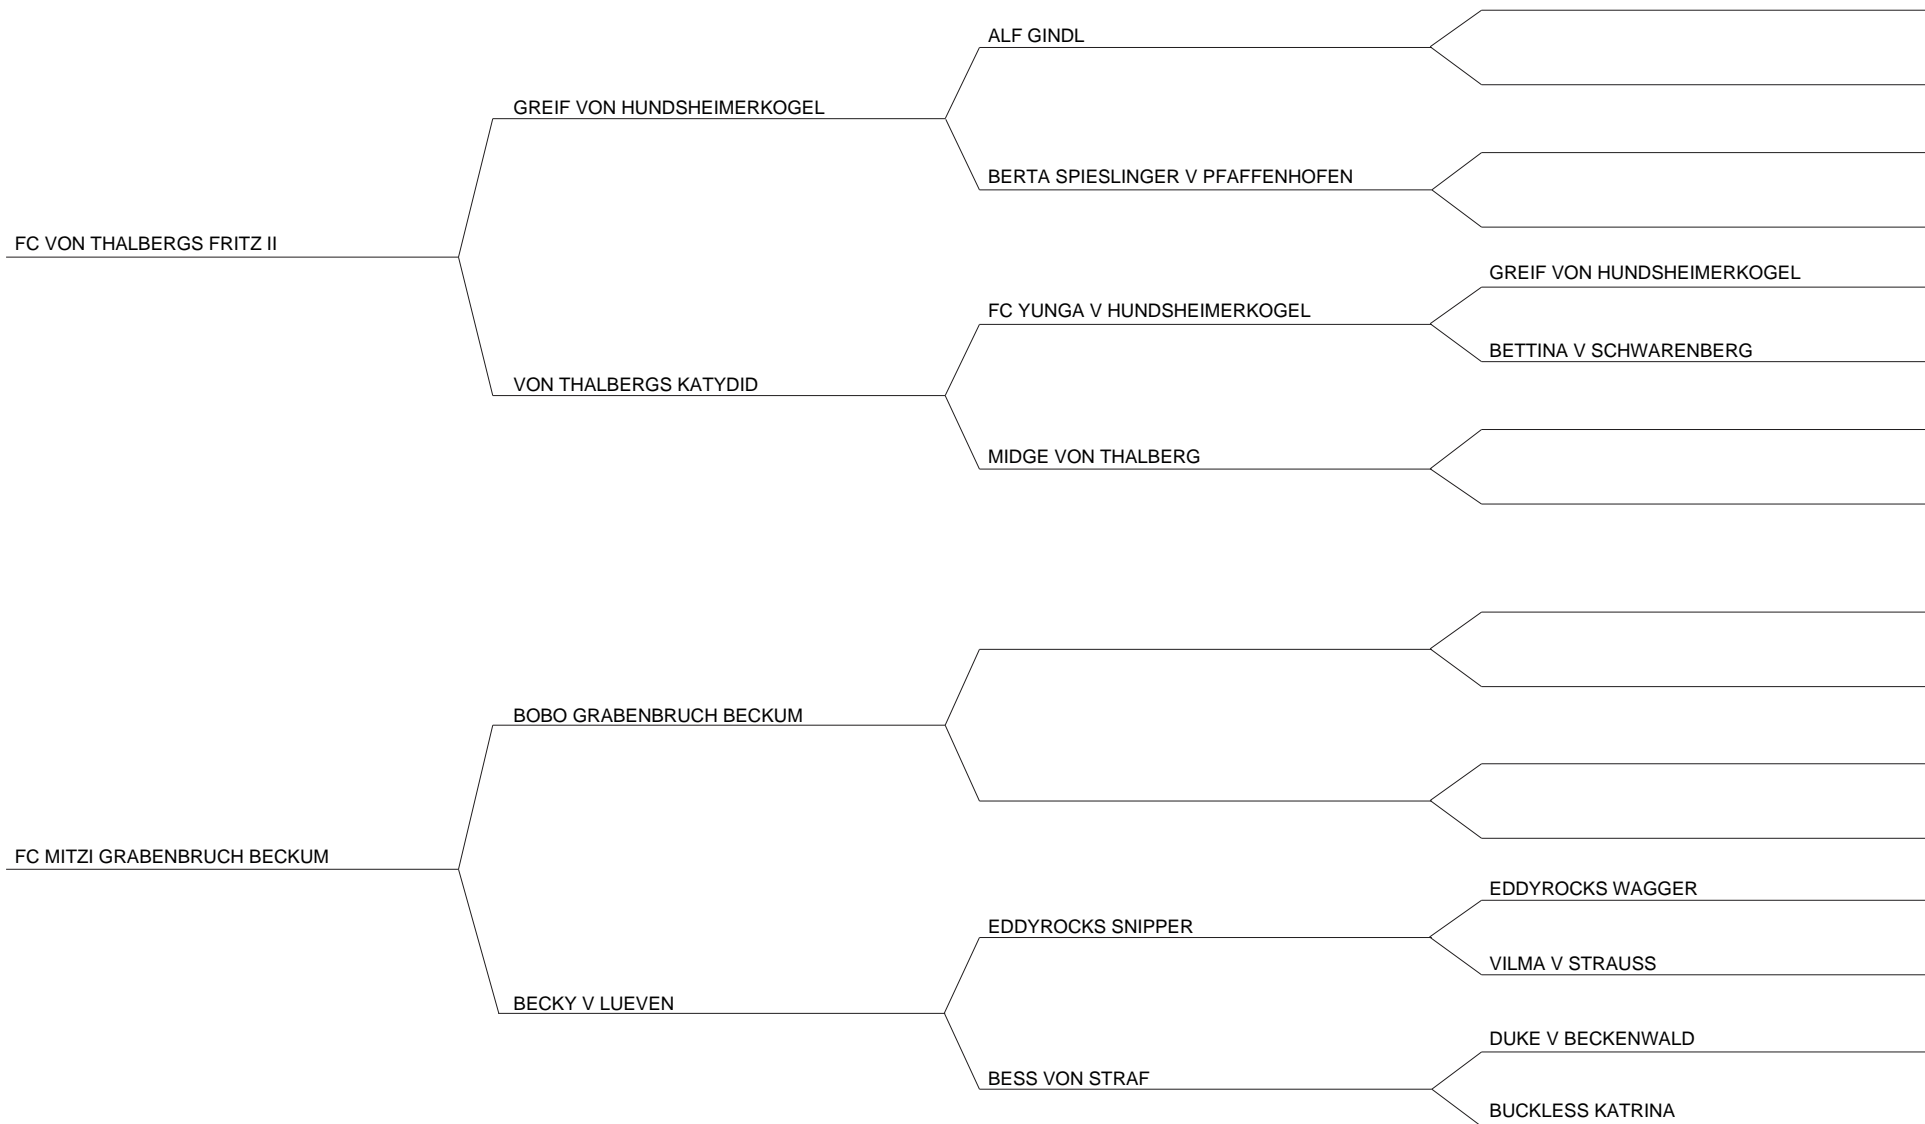 ALF GINDL
GREIF VON HUNDSHEIMERKOGEL
BERTA SPIESLINGER V PFAFFENHOFEN
FC VON THALBERGS FRITZ II
GREIF VON HUNDSHEIMERKOGEL
FC YUNGA V HUNDSHEIMERKOGEL
BETTINA V SCHWARENBERG
VON THALBERGS KATYDID
MIDGE VON THALBERG
BOBO GRABENBRUCH BECKUM
FC MITZI GRABENBRUCH BECKUM
EDDYROCKS WAGGER
EDDYROCKS SNIPPER
VILMA V STRAUSS
BECKY V LUEVEN
DUKE V BECKENWALD
BESS VON STRAF
BUCKLESS KATRINA